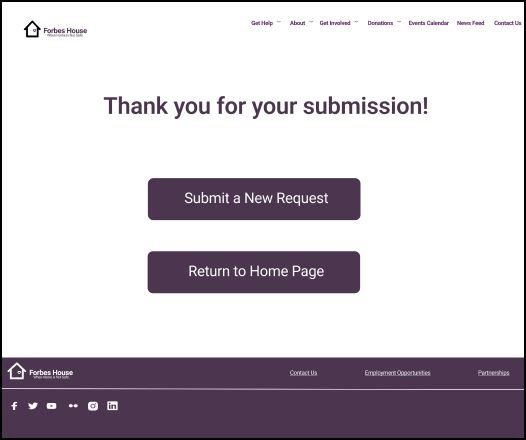 Forbes House
When Home is Not Safe
Get Help
About
Get Involved
Donations
Events Calendar
News Feed
Contact Us
Thank you for your submission!
Submit a New Request
Return to Home Page
Forbes House
When Home is Not Safe
Contact Us
Employment Opportunities
Partnerships